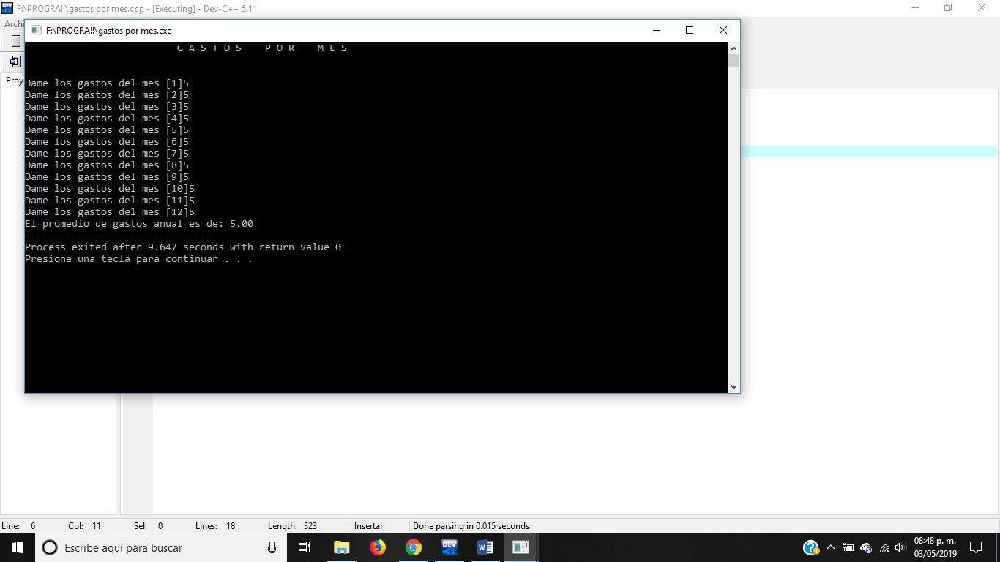 F:\PROGRA!!\gastos por mes.cpp - [Executing] - Dev-C++ 5.11
Archi
F:\PROGRA!!\gastos por mes.exe
G A S T O S   P O R   M E S
Proy
Dame los gastos del mes [1]5
Dame los gastos del mes [2]5
Dame los gastos del mes [3]5
Dame los gastos del mes [4]5
Dame los gastos del mes [5]5
Dame los gastos del mes [6]5
Dame los gastos del mes [7]5
Dame los gastos del mes [8]5
Dame los gastos del mes [9]5
Dame los gastos del mes [10]5
Dame los gastos del mes [11]5
Dame los gastos del mes [12]5
El promedio de gastos anual es de: 5.00
--------------------------------
Process exited after 9.647 seconds with return value 0
Presione una tecla para continuar . . .
Line: 6 Col: 11 Sel: 0 Lines: 18 Length: 323 Insertar Done parsing in 0.015 seconds
Escribe aquí para buscar
DEV
08:48 p. m.
03/05/2019